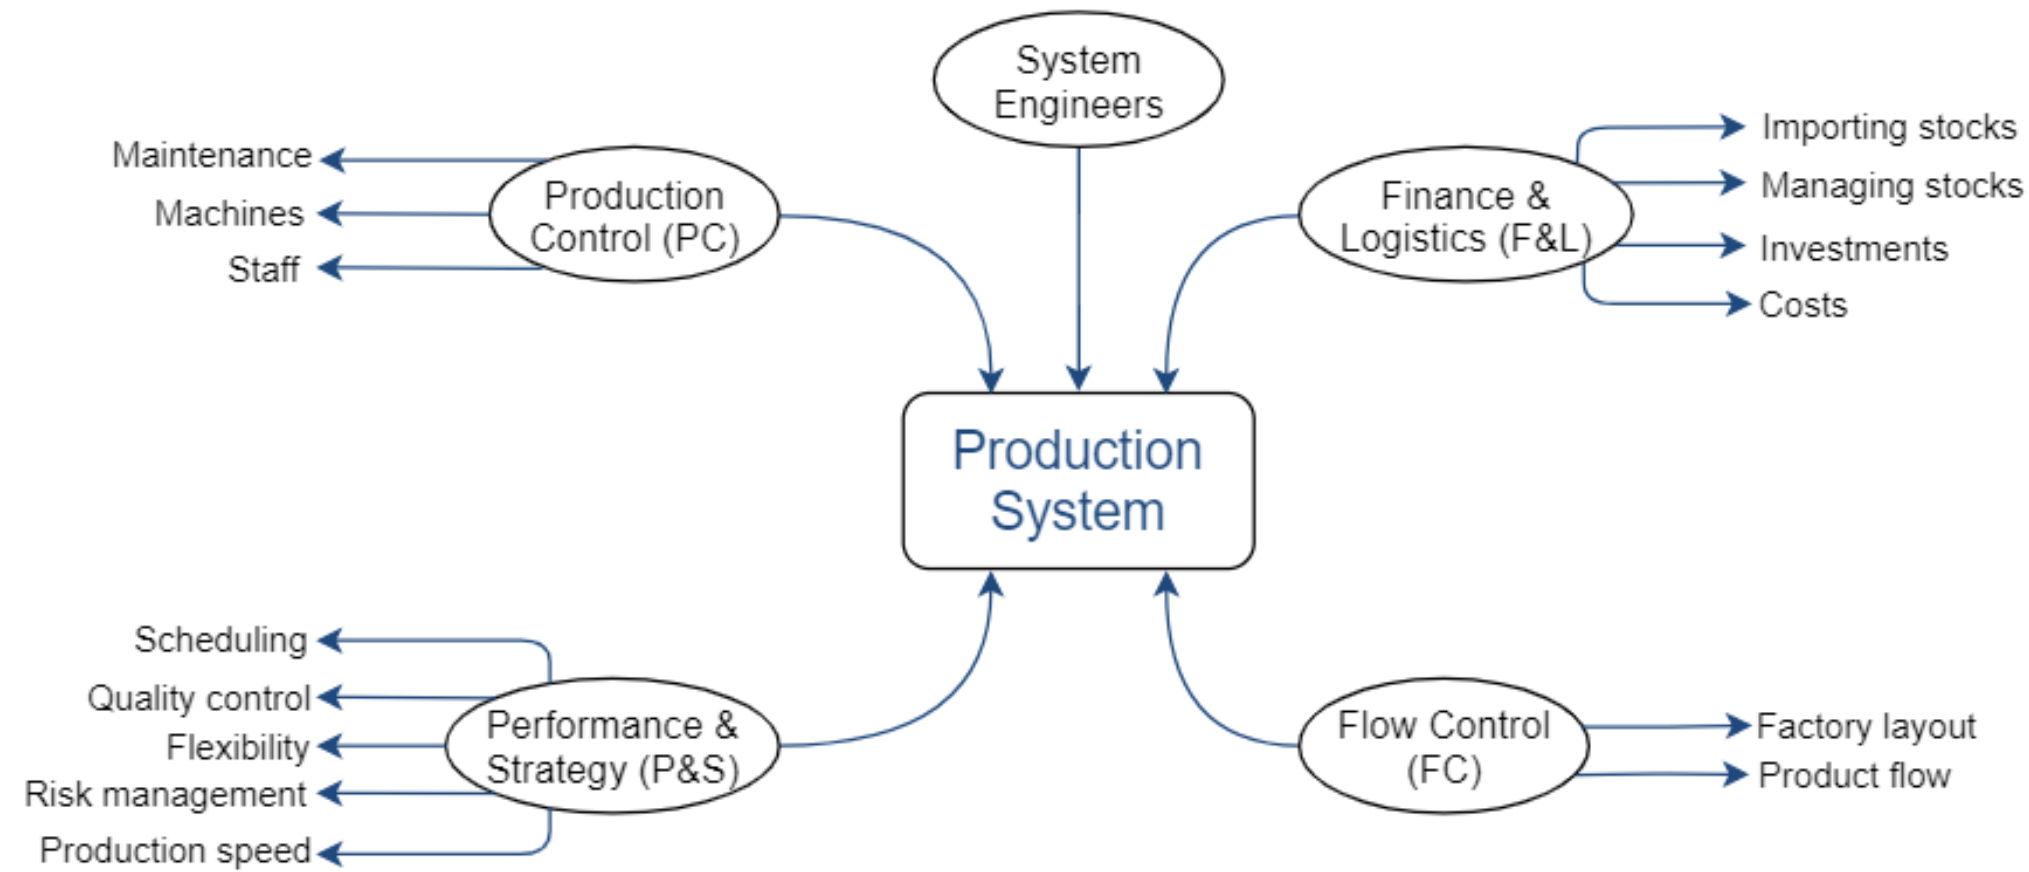 System
Engineers
Maintenance
Machines
Staff
Production
Control (PC)
Finance &
Logistics (F&L)
Importing stocks
Managing stocks
Investments
Costs
Production
System
Scheduling
Quality control
Flexibility
Risk management
Production speed
Performance &
Strategy (P&S)
Flow Control
(FC)
Factory layout
Product flow